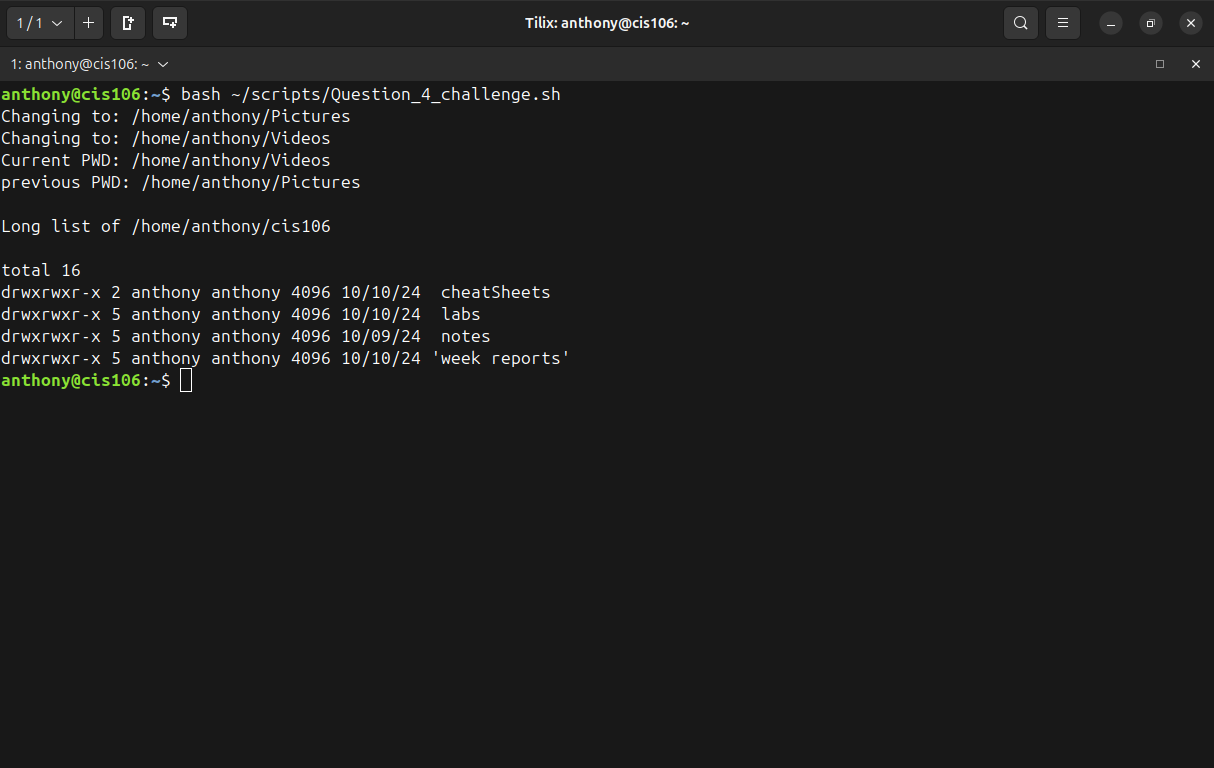 1 / 1
Tilix: anthony@cis106: ~
1: anthony@cis106: ~
anthony@cis106:~$ bash ~/scripts/Question_4_challenge.sh
Changing to: /home/anthony/Pictures
Changing to: /home/anthony/Videos
Current PWD: /home/anthony/Videos
previous PWD: /home/anthony/Pictures
Long list of /home/anthony/cis106
total 16
drwxrwxr-x 2 anthony anthony 4096 10/10/24  cheatSheets
drwxrwxr-x 5 anthony anthony 4096 10/10/24  labs
drwxrwxr-x 5 anthony anthony 4096 10/09/24  notes
drwxrwxr-x 5 anthony anthony 4096 10/10/24 'week reports'
anthony@cis106:~$